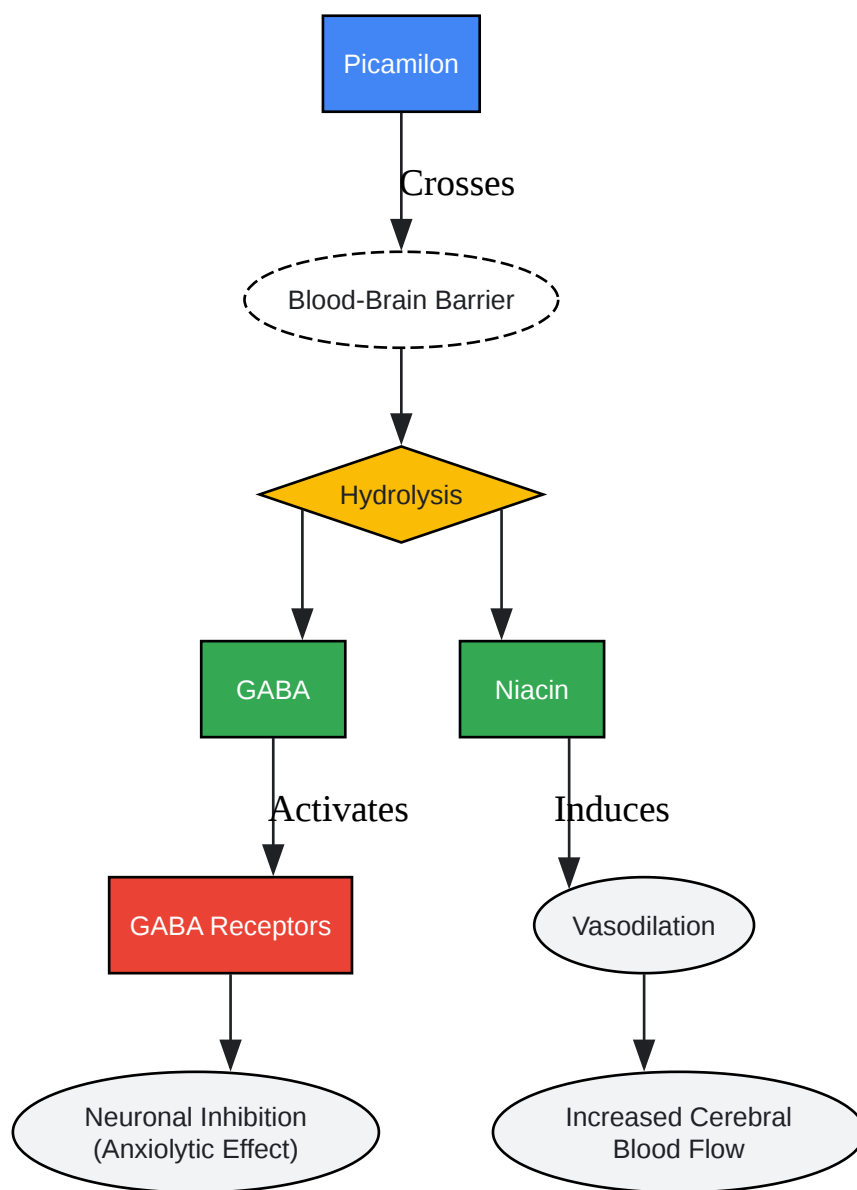 Picamilon
Crosses
Blood-Brain Barrier
Hydrolysis
GABA
Niacin
Activates
Induces
GABA Receptors
Vasodilation
Neuronal Inhibition
(Anxiolytic Effect)
Increased Cerebral
Blood Flow